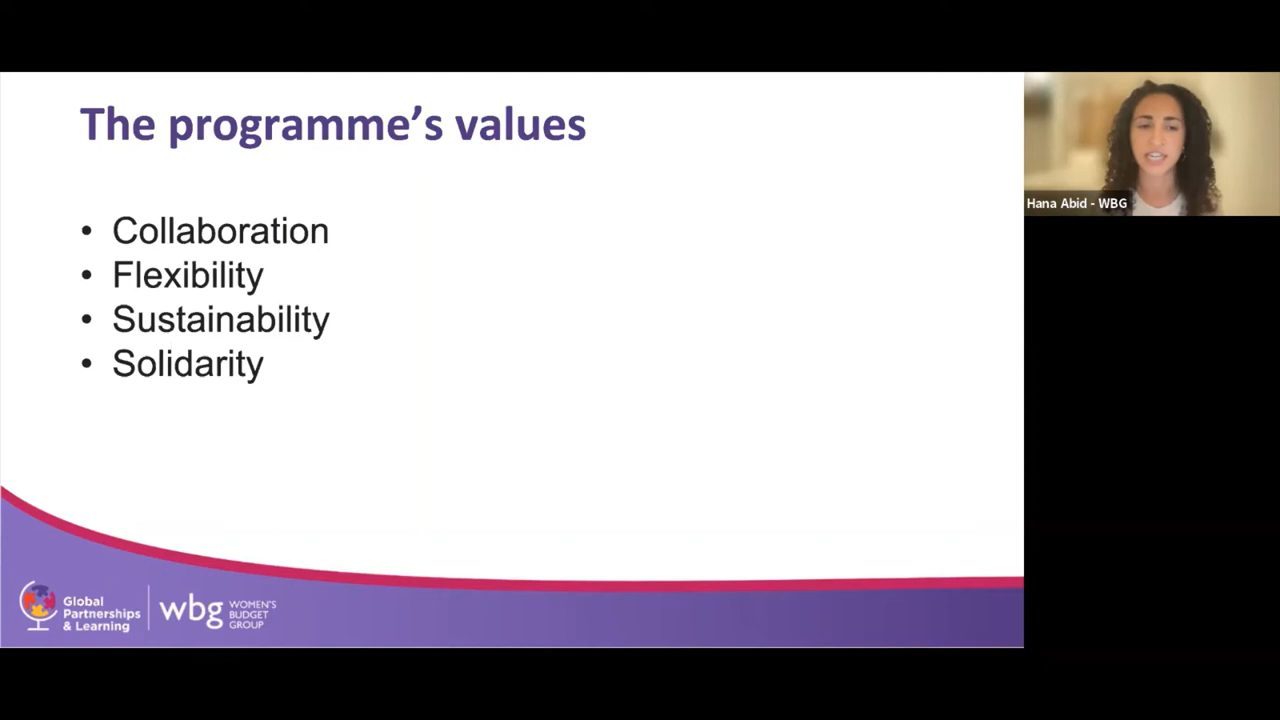 The programme’s values
• Collaboration
• Flexibility
• Sustainability
• Solidarity
Hana Abid - WBG
Global
Partnerships
& Learning
wbg
WOMEN'S
BUDGET
GROUP